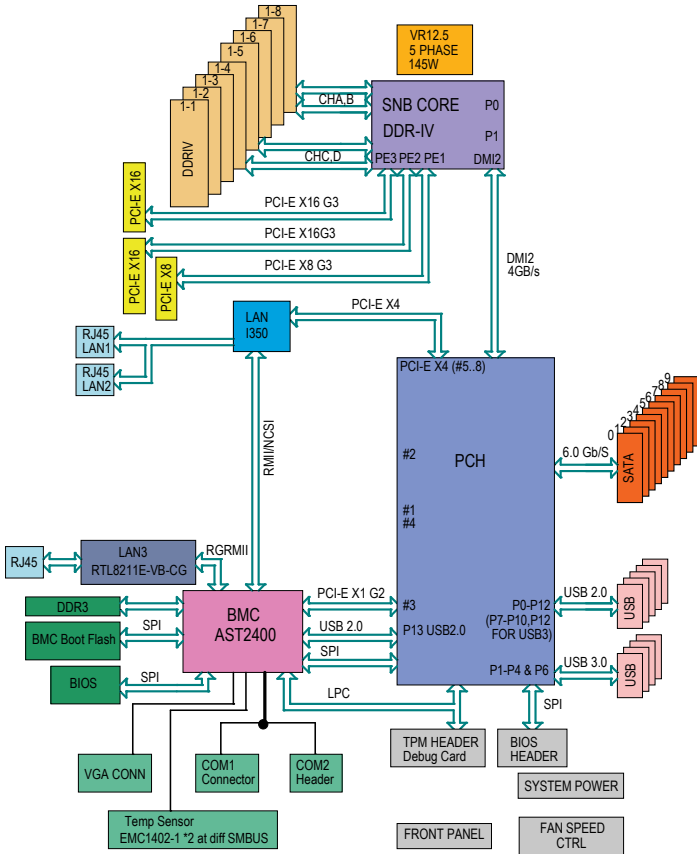 1-8
1-7
1-6
1-5
1-4
1-3
1-2
1-1
DDRIV
VR12.5
5 PHASE
145W
CHA,B
CHC,D
SNB CORE
DDR-IV
P0
P1
PE3 PE2 PE1
DMI2
PCI-E X16
PCI-E X16 G3
PCI-E X16
PCI-E X16G3
PCI-E X8
PCI-E X8 G3
DMI2
4GB/s
PCI-E X4
LAN
I350
RJ45
LAN1
RJ45
LAN2
RMII/NCSI
PCI-E X4 (#5..8)
#2
PCH
#1
#4
#3
P13 USB2.0
P0-P12
(P7-P10,P12
FOR USB3)
P1-P4 & P6
6.0 Gb/S
0
1
2
3
4
5
6
7
8
9
SATA
USB 2.0
USB
USB 3.0
USB
RJ45
LAN3
RTL8211E-VB-CG
RGRMII
DDR3
BMC Boot Flash
SPI
BIOS
SPI
BMC
AST2400
PCI-E X1 G2
USB 2.0
SPI
LPC
SPI
VGA CONN
COM1
Connector
COM2
Header
Temp Sensor
EMC1402-1 *2 at diff SMBUS
TPM HEADER
Debug Card
BIOS
HEADER
SYSTEM POWER
FRONT PANEL
FAN SPEED
CTRL